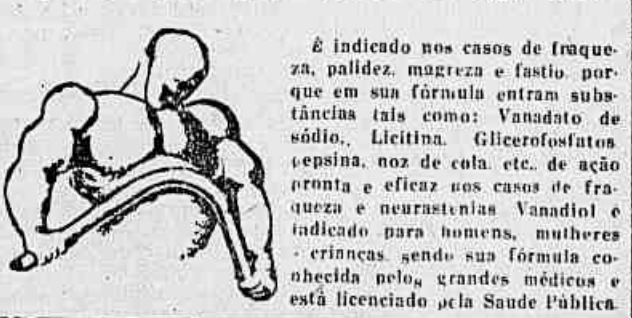 É indicado nos casos de fraque-
za, palidez, magreza e fastio, por-
que em sua fórmula entram subs-
tâncias tais como: Vanadato de
sódio,, Licitina, Glicerofosfatos
pepsina, noz de cola, etc., de ação
pronta e eficaz nos casos de fra-
queza e neurastenias Vanadiol é
indicado para homens, mulheres
- crianças, sendo sua fórmula co-
nhecida pelos grandes médicos e
está licenciado pela Saude Pública.